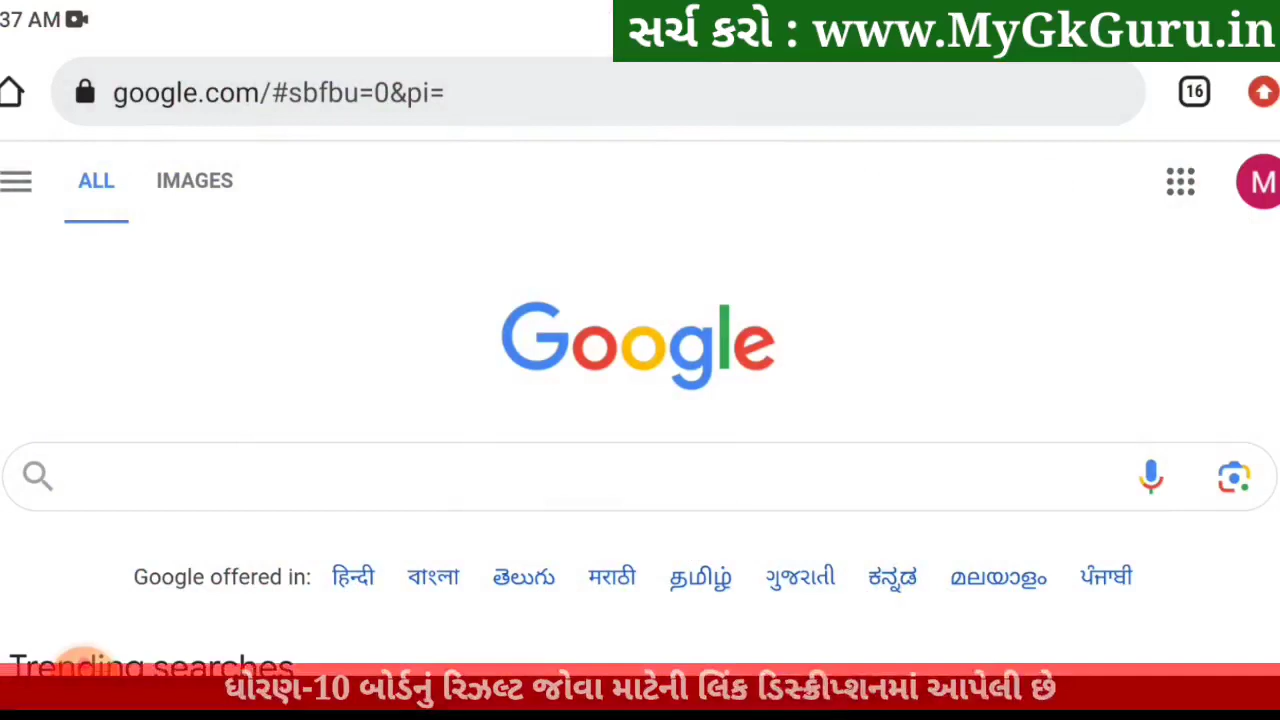 37 AM
સર્ચ કરો : www.MyGkGuru.in
google.com/#sbfbu=0&pi=
16
ALL IMAGES
M
Google
Google offered in: हिन्दी বাংলা తెలుగు मराठी தமிழ் ગુજરાતી ಕನ್ನಡ മലയാളം ਪੰਜਾਬੀ
Trending searches
ધોરણ-10 બોર્ડનું રિઝલ્ટ જોવા માટેની લિંક ડિસ્ક્રીપ્શનમાં આપેલી છે